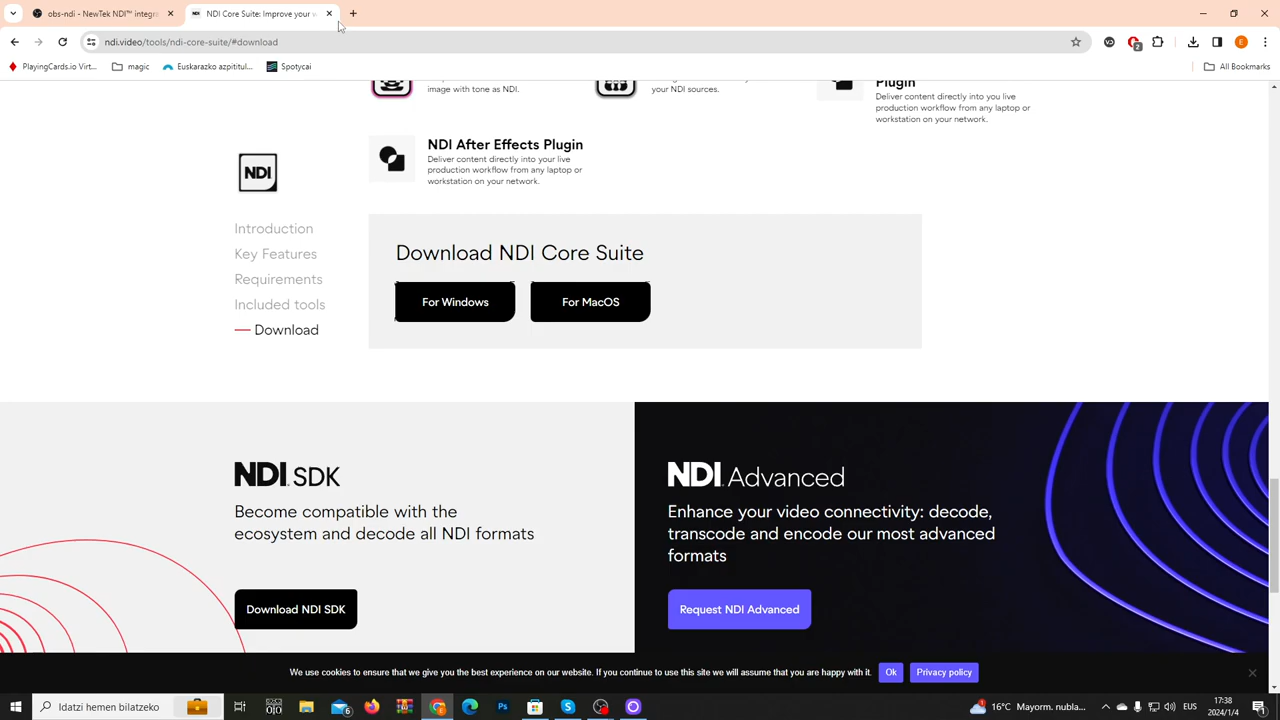 obs-ndi - NewTek NDI™ integr
NDI Core Suite: Improve your v
ndi.video/tools/ndi-core-suite/#download
PlayingCards.io Virt...
magic
Euskarazko azpititul...
Spotycai
All Bookmarks
image with tone as NDI.
your NDI sources.
Plugin
Deliver content directly into you live
production workflow from any laptop or
workstation on your network.
NDI After Effects Plugin
Deliver content directly into your live
production workflow from any laptop or
workstation on your network.
NDI
Introduction
Key Features
Requirements
Included tools
Download
Download NDI Core Suite
For Windows
For MacOS
NDI SDK
Become compatible with the
ecosystem and decode all NDI formats
Download NDI SDK
NDI Advanced
Enhance your video connectivity: decode,
transcode and encode our most advanced
formats
Request NDI Advanced
We use cookies to ensure that we give you the best experience on our website. If you continue to use this site we will assume that you are happy with it.
Ok
Privacy policy
Idatzi hemen bilatzeko
16°C Mayorm. nubla...
EUS
17:38
2024/1/4